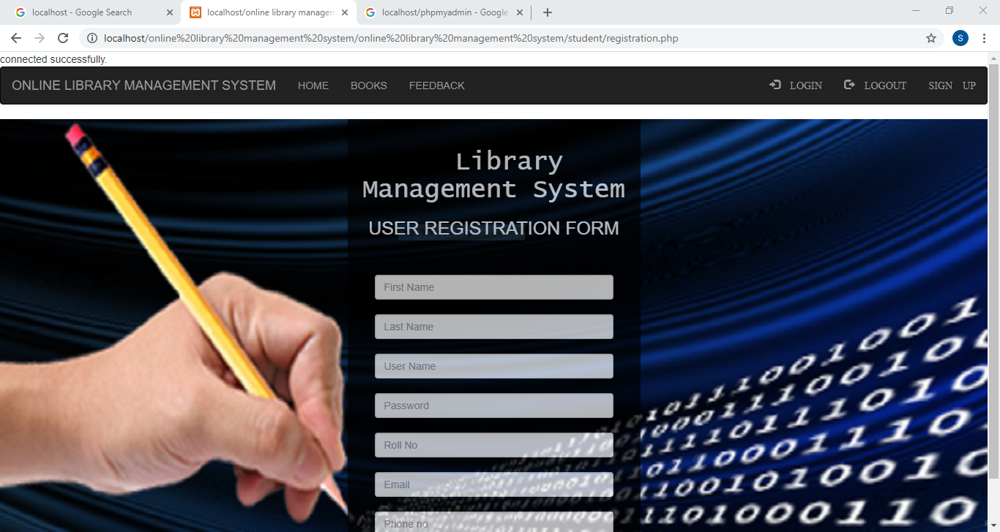 localhost - Google Search
localhost/online library managem
localhost/phpmyadmin - Google
localhost/online%20library%20management%20system/online%20library%20management%20system/student/registration.php
S
connected successfully.
ONLINE LIBRARY MANAGEMENT SYSTEM HOME BOOKS FEEDBACK LOGIN LOGOUT SIGN UP
Library
Management System
USER REGISTRATION FORM
First Name
Last Name
User Name
Password
Roll No
Email
Phone no